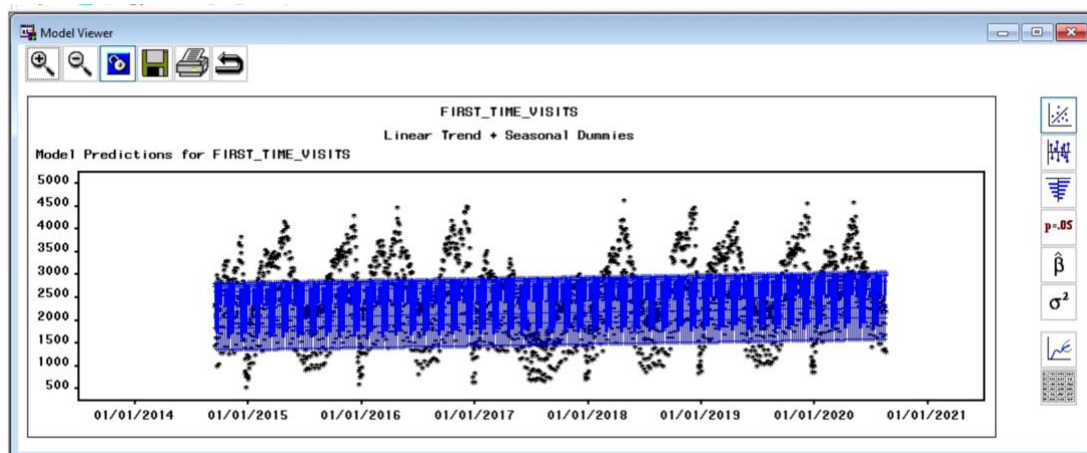 Model Viewer
FIRST_TIME_VISITS
Linear Trend + Seasonal Dummies
Model Predictions for FIRST_TIME_VISITS
5000
4500
4000
3500
3000
2500
2000
1500
1000
500
01/01/2014 01/01/2015 01/01/2016 01/01/2017 01/01/2018 01/01/2019 01/01/2020 01/01/2021
p=.05
β̂
σ²